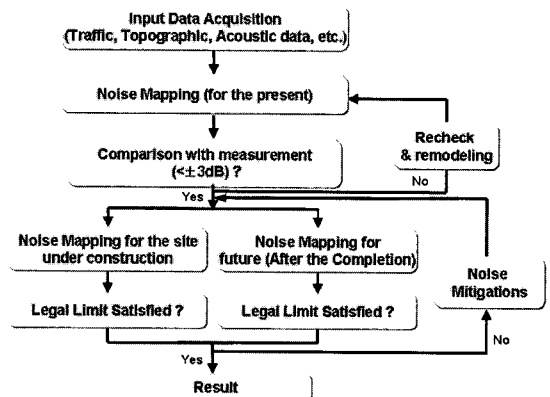 Input Data Acquisition
(Traffic, Topographic, Acoustic data, etc.)
Noise Mapping (for the present)
Recheck
& remodeling
Comparison with measurement
(<±3dB) ?
No
Yes
Noise Mapping for the site
under construction
Noise Mapping for
future (After the Completion)
Noise
Mitigations
Legal Limit Satisfied ?
Legal Limit Satisfied ?
No
Yes
Result